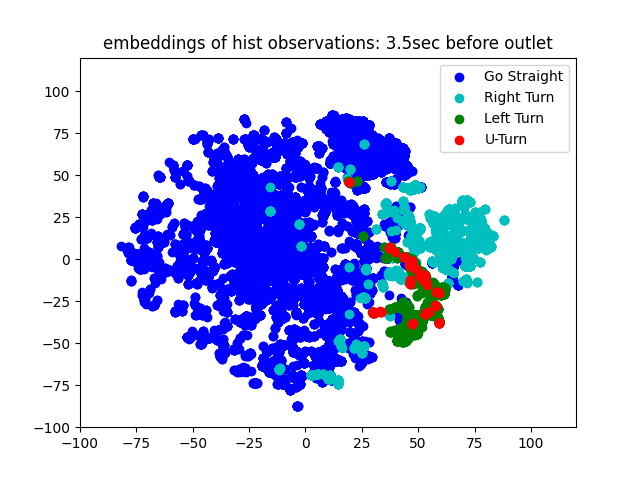 embeddings of hist observations: 3.5sec before outlet
Go Straight
Right Turn
Left Turn
U-Turn
100
75
50
25
0
−25
−50
−75
−100
−100 −75 −50 −25 0 25 50 75 100